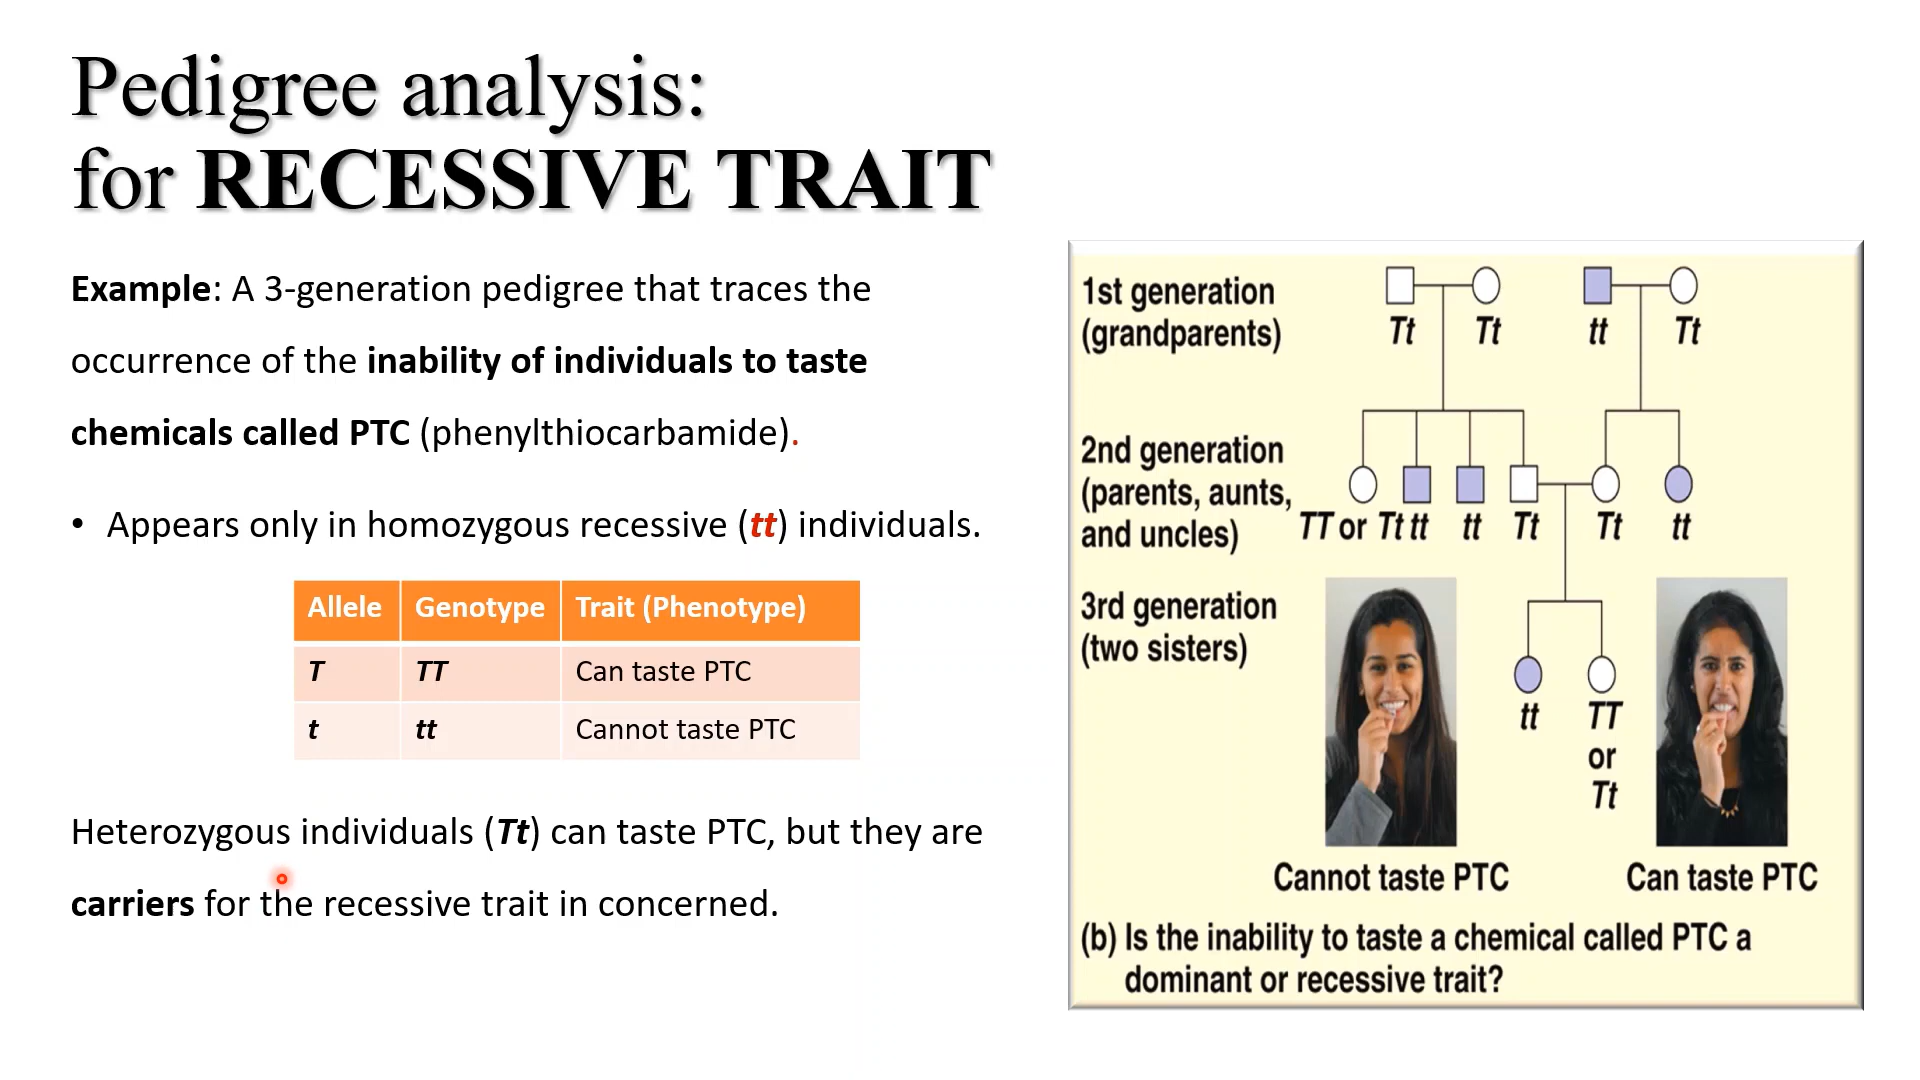 Pedigree analysis:
for RECESSIVE TRAIT
Example: A 3-generation pedigree that traces the
occurrence of the inability of individuals to taste
chemicals called PTC (phenylthiocarbamide).
• Appears only in homozygous recessive (tt) individuals.
Allele Genotype Trait (Phenotype)
T TT Can taste PTC
t tt Cannot taste PTC
Heterozygous individuals (Tt) can taste PTC, but they are
carriers for the recessive trait in concerned.
1st generation
(grandparents)
Tt Tt tt Tt
2nd generation
(parents, aunts,
and uncles)
TT or Tt tt tt Tt Tt tt
3rd generation
(two sisters)
tt TT
or
Tt
Cannot taste PTC Can taste PTC
(b) Is the inability to taste a chemical called PTC a
dominant or recessive trait?